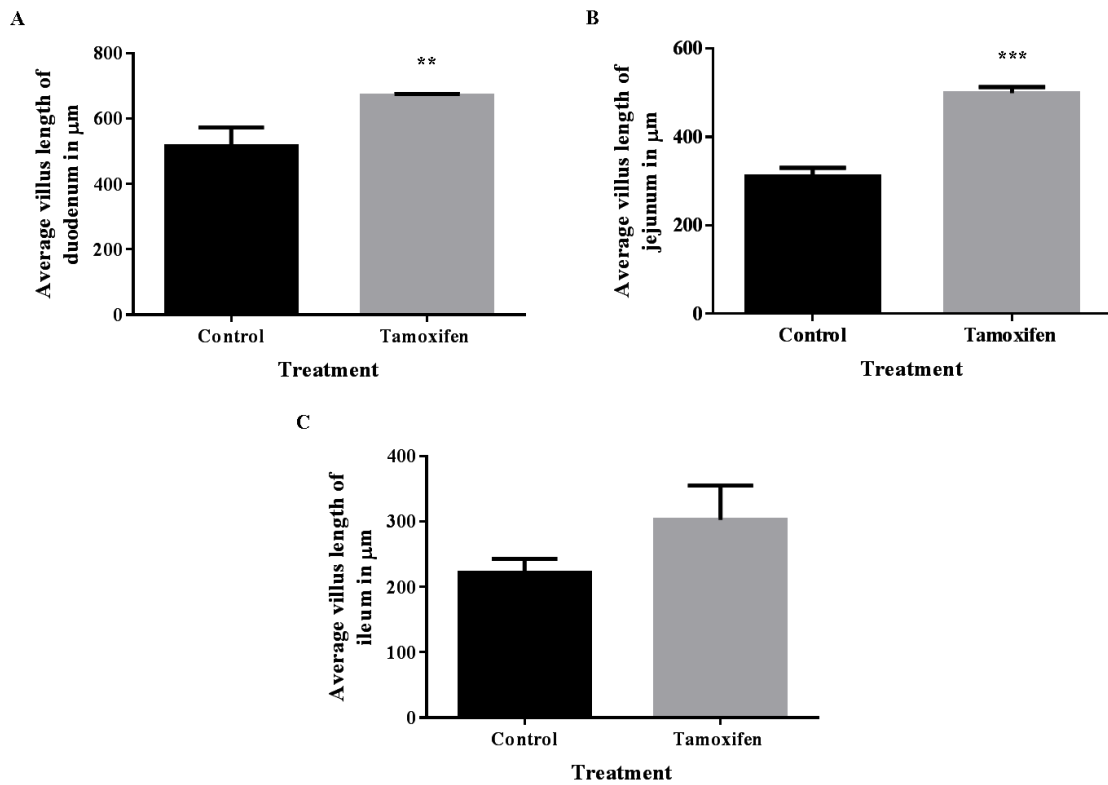 A
Average villus length of
duodenum in µm
800
600
400
200
0
**
Control
Tamoxifen
Treatment
B
Average villus length of
jejunum in µm
600
400
200
0
***
Control
Tamoxifen
Treatment
C
Average villus length of
ileum in µm
400
300
200
100
0
Control
Tamoxifen
Treatment